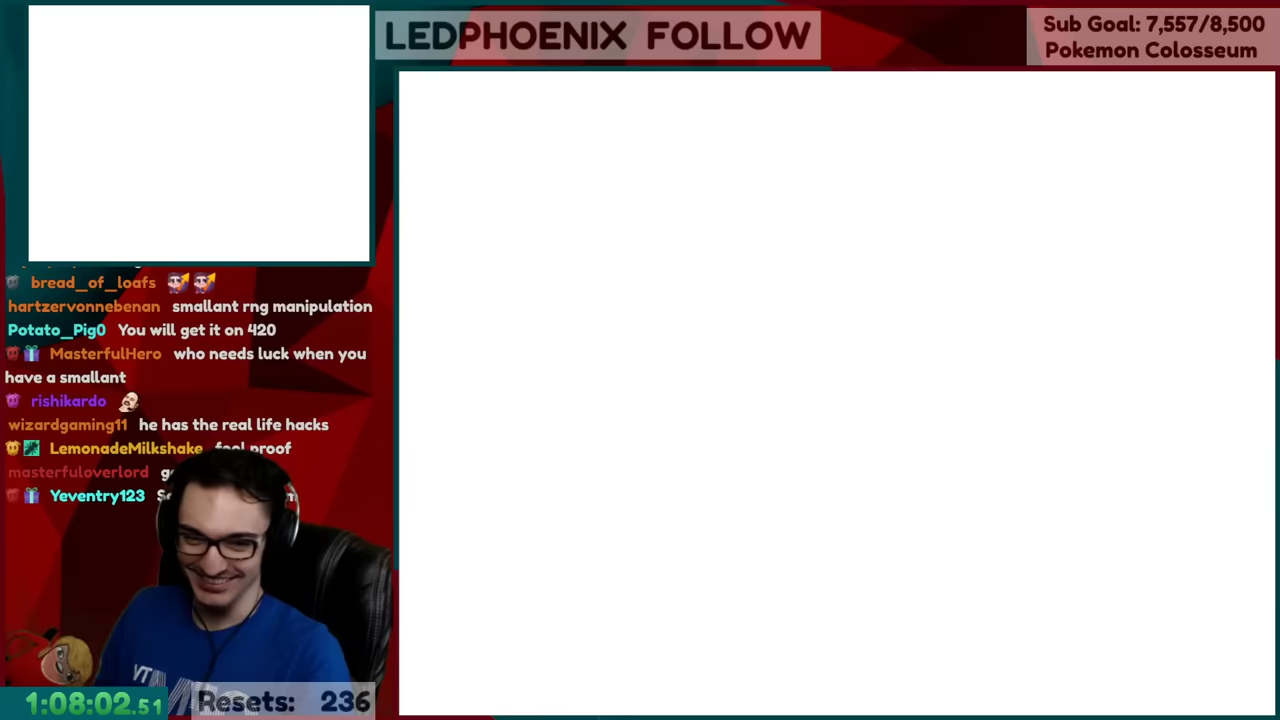 LEDPHOENIX FOLLOW
Sub Goal: 7,557/8,500
Pokemon Colosseum
bread_of_loafs
hartzervonnebenan smallant rng manipulation
Potato_Pig0 You will get it on 420
MasterfulHero who needs luck when you
have a smallant
rishikardo
wizardgaming11 he has the real life hacks
LemonadeMilkshake proof
masterfuloverlord
Yeventry123
1:08:02.51
Resets: 236